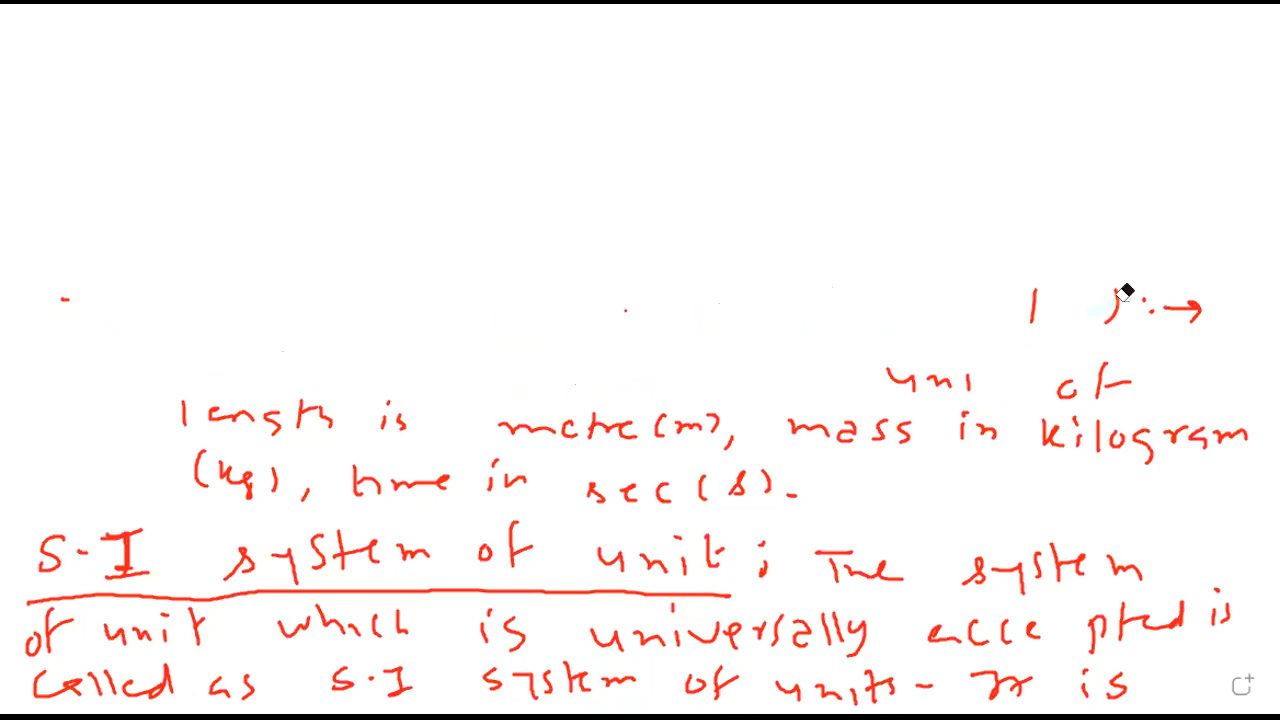 1 ) :. →
uni of
length is metre(m), mass in kilogram
(kg), time in sec(s).
S.I system of unit; The system
of unit which is universally accepted is
called as S.I system of units. It is